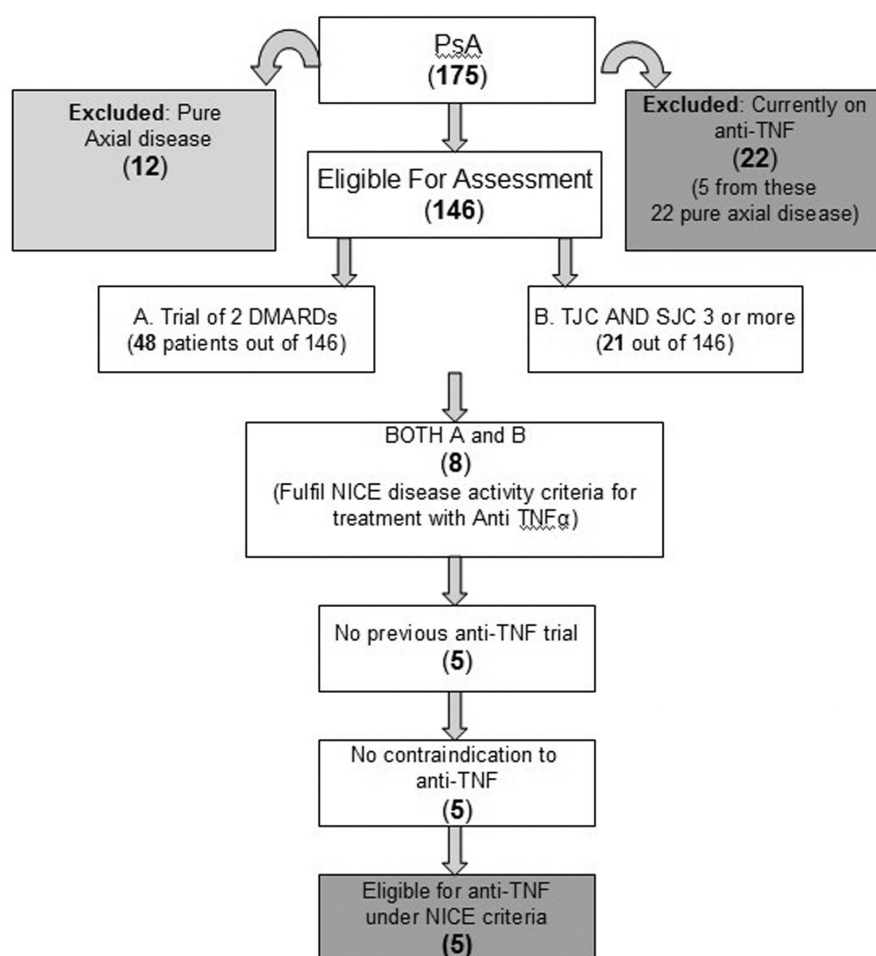 PsA
(175)
Excluded: Pure
Axial disease
(12)
Excluded: Currently on
anti-TNF
(22)
(5 from these
22 pure axial disease)
Eligible For Assessment
(146)
A. Trial of 2 DMARDs
(48 patients out of 146)
B. TJC AND SJC 3 or more
(21 out of 146)
BOTH A and B
(8)
(Fulfil NICE disease activity criteria for
treatment with Anti TNFα)
No previous anti-TNF trial
(5)
No contraindication to
anti-TNF
(5)
Eligible for anti-TNF
under NICE criteria
(5)